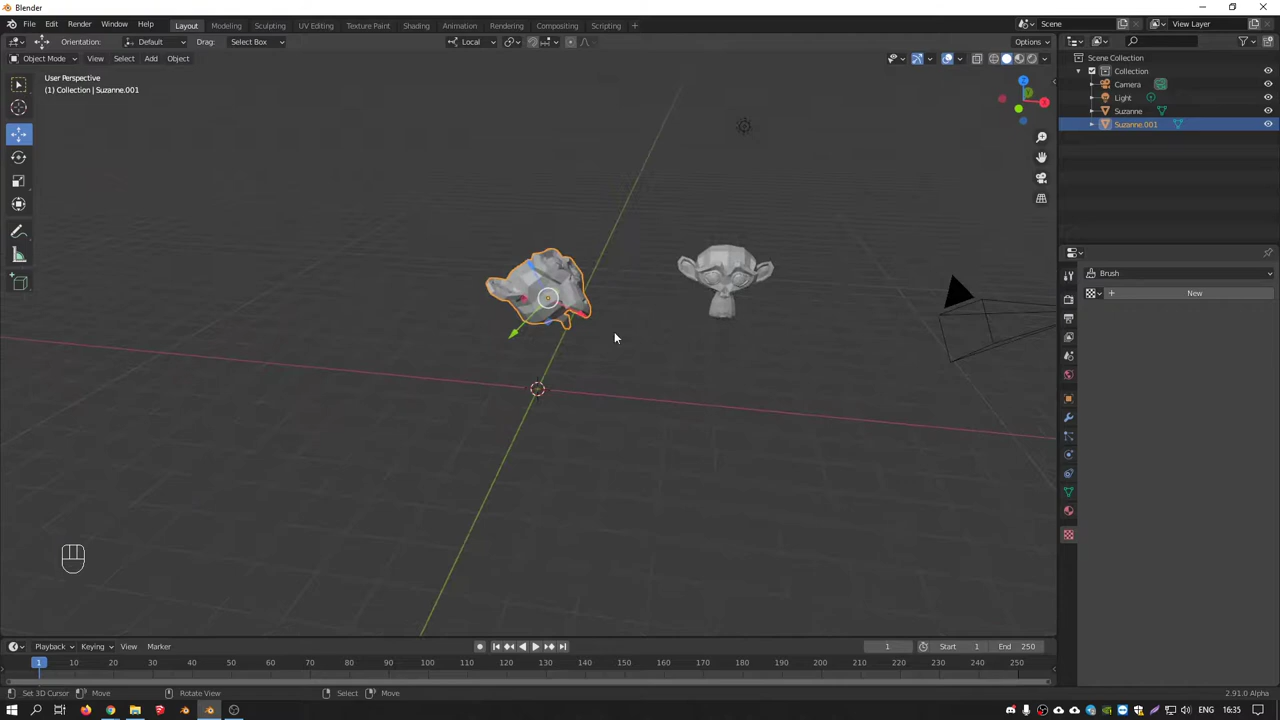 Blender
File Edit Render Window Help Layout Modeling Sculpting UV Editing Texture Paint Shading Animation Rendering Compositing Scripting + Scene View Layer
Orientation: Default Drag: Select Box Local Options
Object Mode View Select Add Object
User Perspective
(1) Collection | Suzanne.001
Z
X
Scene Collection
Collection
Camera
Light
Suzanne
Suzanne.001
Brush
+ New
Playback Keying View Marker 1 Start 1 End 250
1 10 20 30 40 50 60 70 80 90 100 110 120 130 140 150 160 170 180 190 200 210 220 230 240 250
Set 3D Cursor Move Rotate View Select Move 2.91.0 Alpha
ENG 16:35